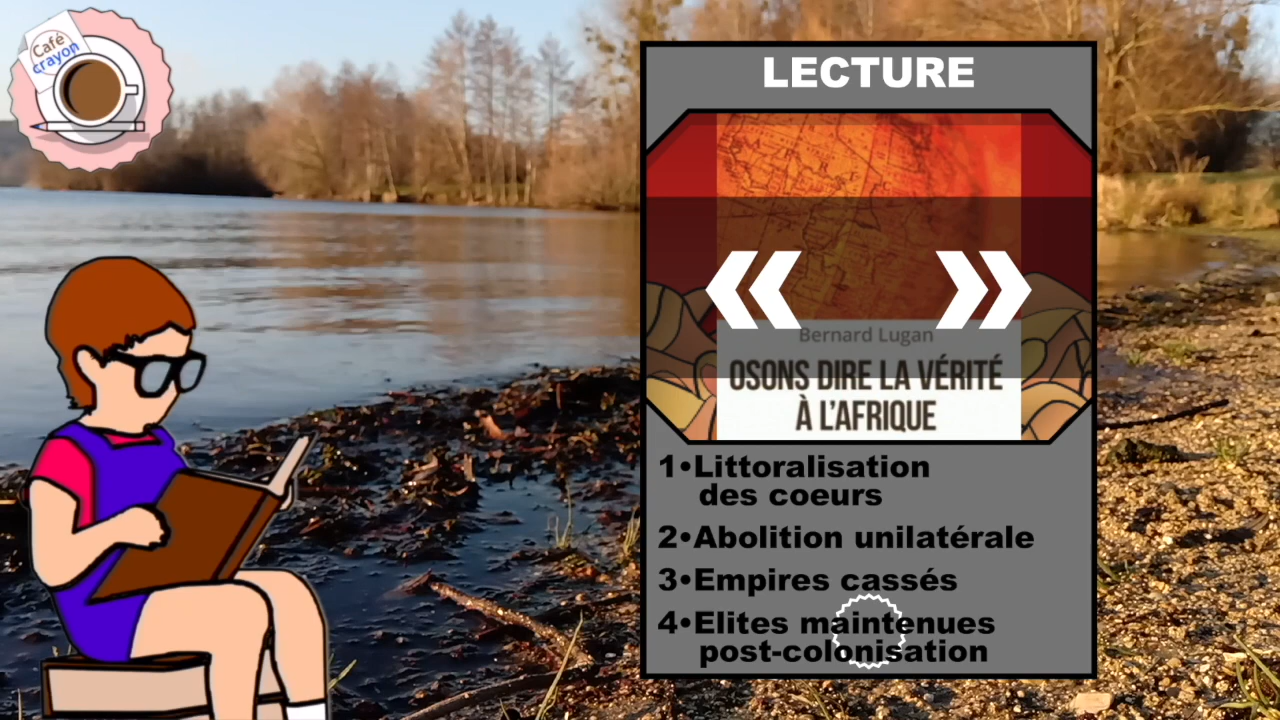 Café
crayon
LECTURE
Bernard Lugan
OSONS DIRE LA VÉRITÉ
À L'AFRIQUE
1•Littoralisation
des coeurs
2•Abolition unilatérale
3•Empires cassés
4•Elites maintenues
post-colonisation